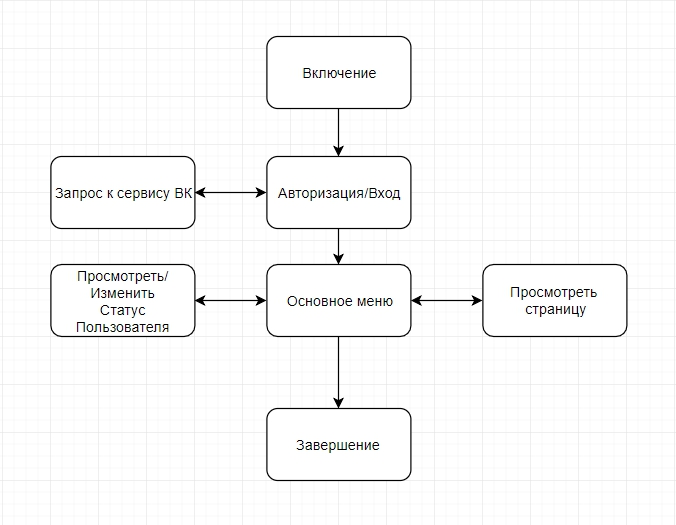 Включение
Запрос к сервису ВК
Авторизация/Вход
Просмотреть/
Изменить
Статус
Пользователя
Основное меню
Просмотреть
страницу
Завершение